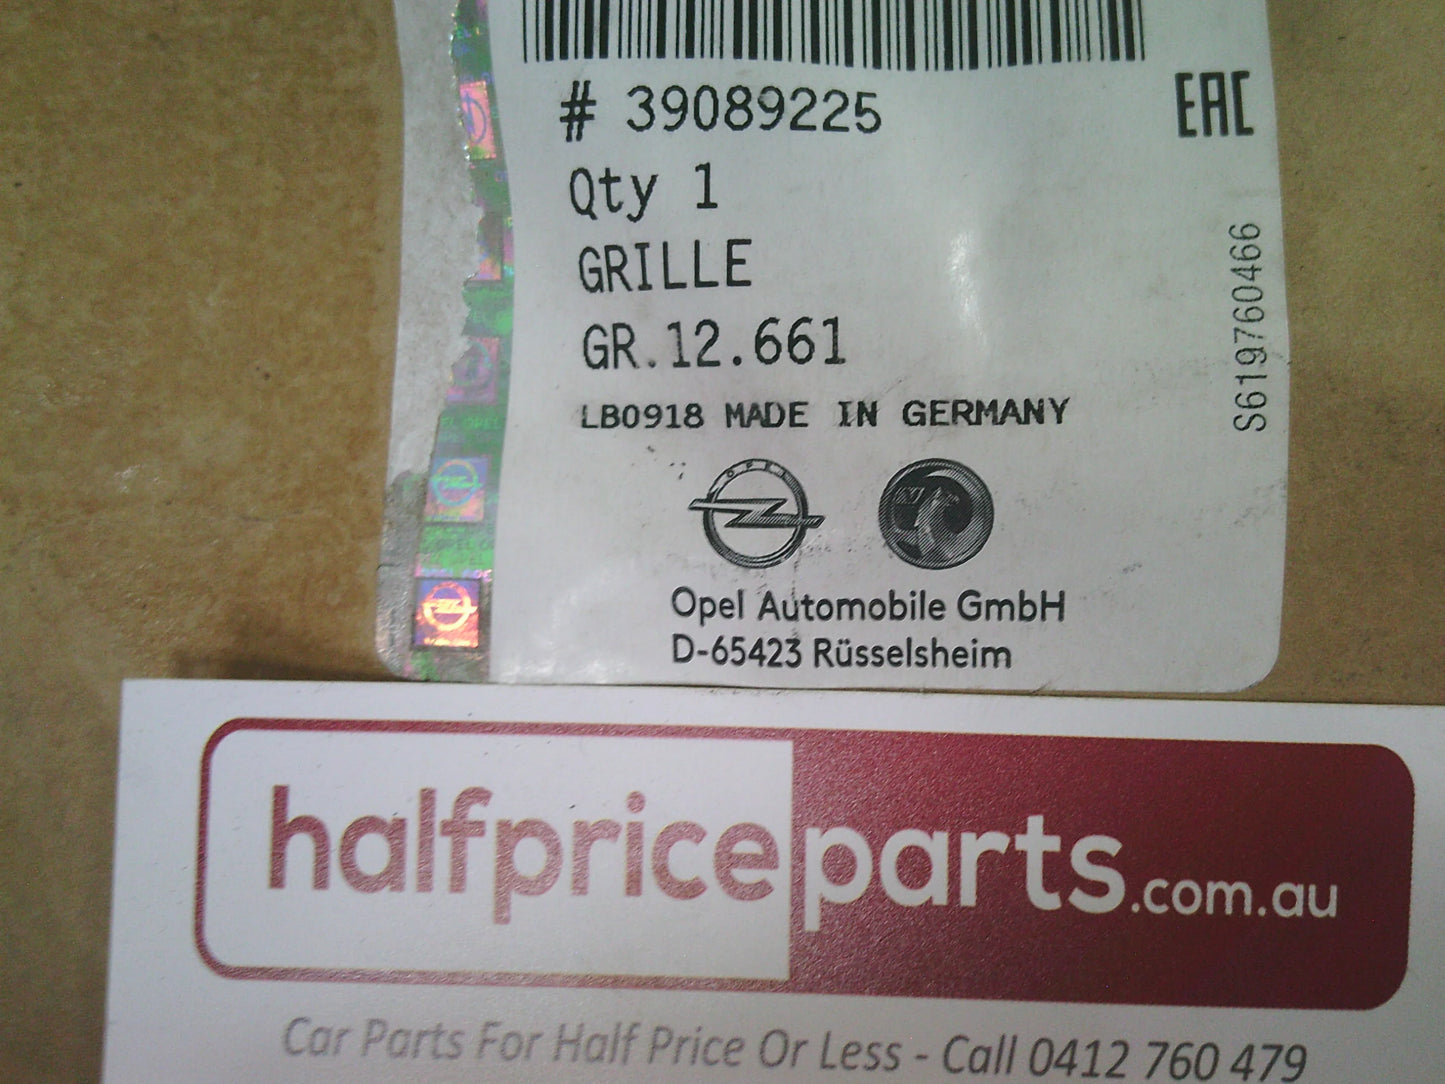 # 39089225
EAC
Qty 1
GRILLE
GR.12.661
LB0918 MADE IN GERMANY
S619760466
OPEL
Opel Automobile GmbH
D-65423 Rüsselsheim
halfpriceparts.com.au
Car Parts For Half Price Or Less - Call 0412 760 479